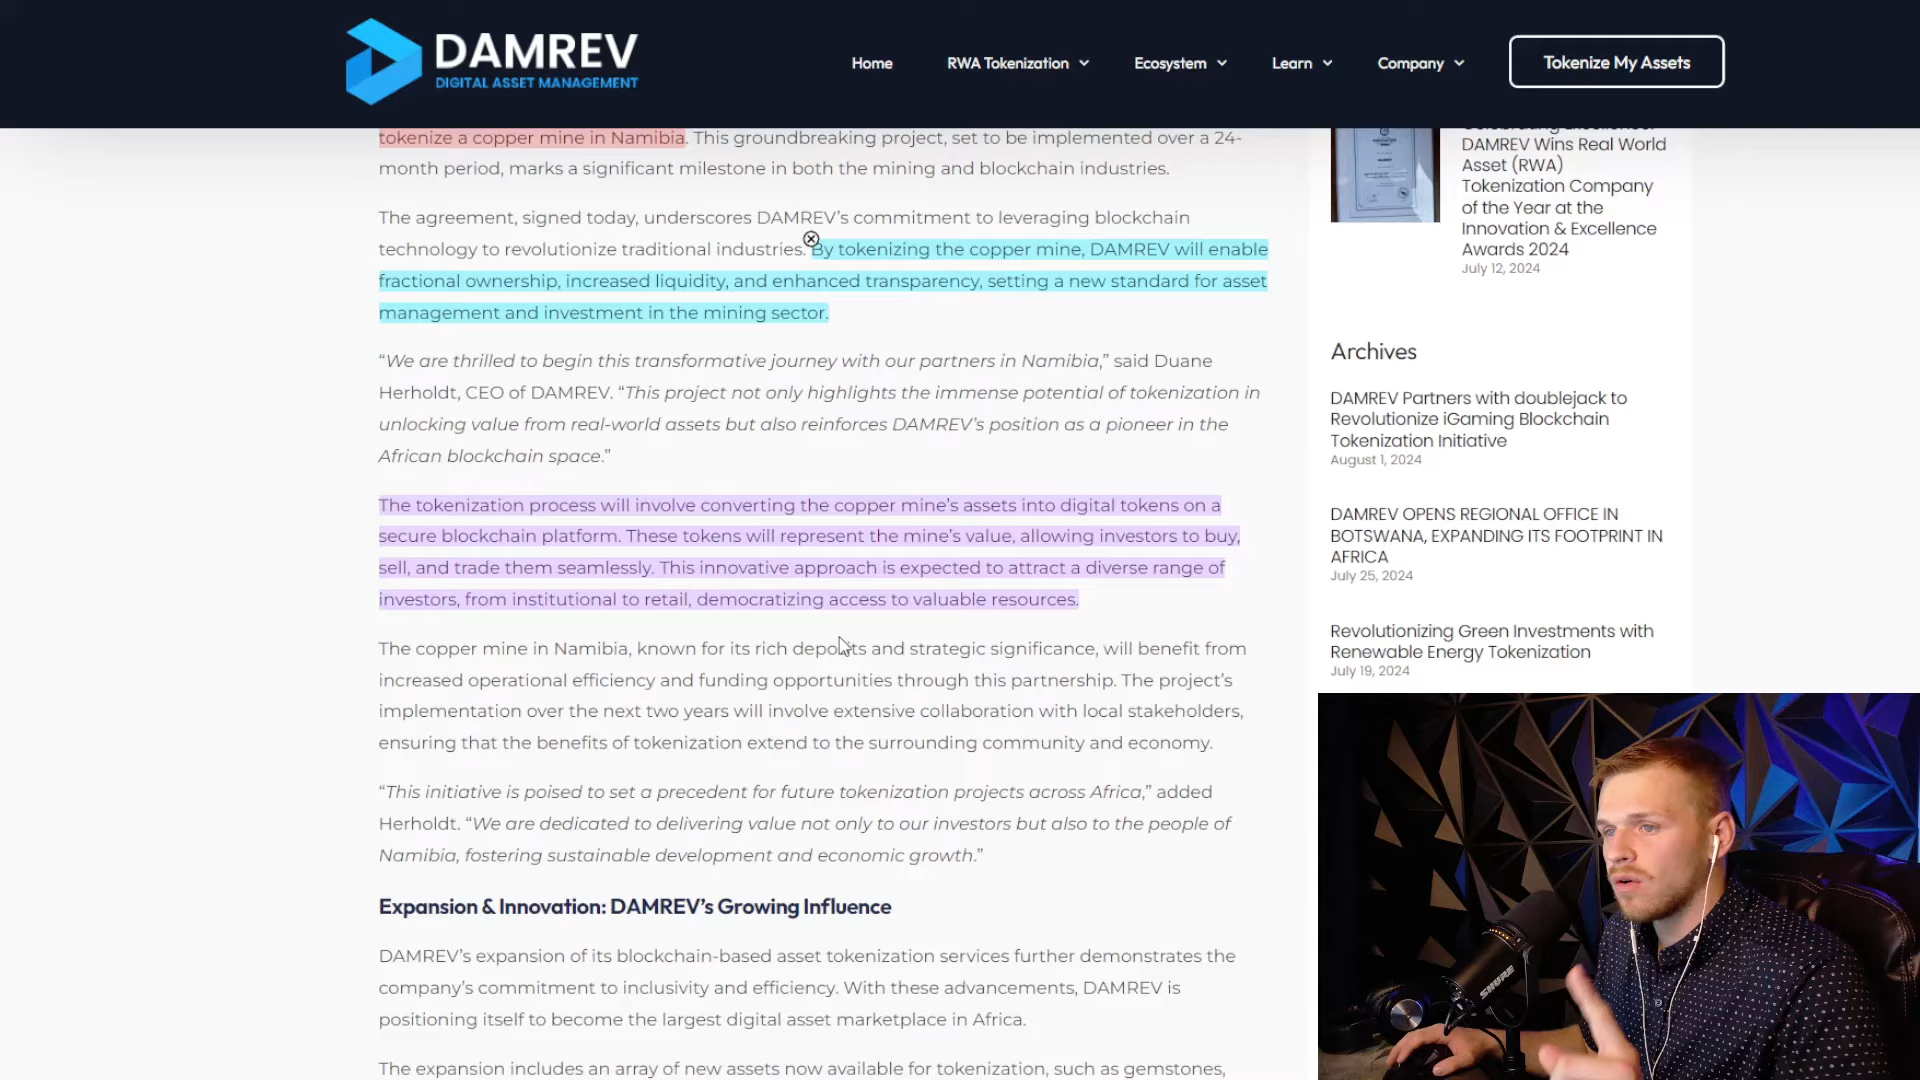 DAMREV
DIGITAL ASSET MANAGEMENT
Home
RWA Tokenization
Ecosystem
Learn
Company
Tokenize My Assets
tokenize a copper mine in Namibia. This groundbreaking project, set to be implemented over a 24-
month period, marks a significant milestone in both the mining and blockchain industries.
The agreement, signed today, underscores DAMREV’s commitment to leveraging blockchain
technology to revolutionize traditional industries. By tokenizing the copper mine, DAMREV will enable
fractional ownership, increased liquidity, and enhanced transparency, setting a new standard for asset
management and investment in the mining sector.
“We are thrilled to begin this transformative journey with our partners in Namibia,” said Duane
Herholdt, CEO of DAMREV. “This project not only highlights the immense potential of tokenization in
unlocking value from real-world assets but also reinforces DAMREV’s position as a pioneer in the
African blockchain space.”
The tokenization process will involve converting the copper mine’s assets into digital tokens on a
secure blockchain platform. These tokens will represent the mine’s value, allowing investors to buy,
sell, and trade them seamlessly. This innovative approach is expected to attract a diverse range of
investors, from institutional to retail, democratizing access to valuable resources.
The copper mine in Namibia, known for its rich deposits and strategic significance, will benefit from
increased operational efficiency and funding opportunities through this partnership. The project’s
implementation over the next two years will involve extensive collaboration with local stakeholders,
ensuring that the benefits of tokenization extend to the surrounding community and economy.
“This initiative is poised to set a precedent for future tokenization projects across Africa,” added
Herholdt. “We are dedicated to delivering value not only to our investors but also to the people of
Namibia, fostering sustainable development and economic growth.”
Expansion & Innovation: DAMREV’s Growing Influence
DAMREV’s expansion of its blockchain-based asset tokenization services further demonstrates the
company’s commitment to inclusivity and efficiency. With these advancements, DAMREV is
positioning itself to become the largest digital asset marketplace in Africa.
The expansion includes an array of new assets now available for tokenization, such as gemstones,
Celebrating Excellence:
DAMREV Wins Real World
Asset (RWA)
Tokenization Company
of the Year at the
Innovation & Excellence
Awards 2024
July 12, 2024
Archives
DAMREV Partners with doublejack to
Revolutionize iGaming Blockchain
Tokenization Initiative
August 1, 2024
DAMREV OPENS REGIONAL OFFICE IN
BOTSWANA, EXPANDING ITS FOOTPRINT IN
AFRICA
July 25, 2024
Revolutionizing Green Investments with
Renewable Energy Tokenization
July 19, 2024
SHURE